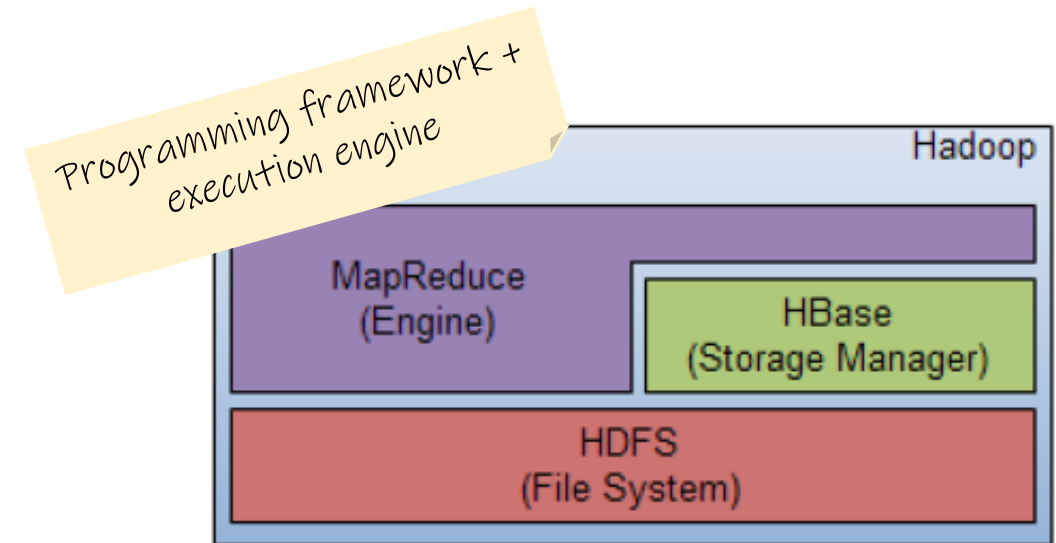 Programming framework +
execution engine
Hadoop
MapReduce
(Engine)
HBase
(Storage Manager)
HDFS
(File System)